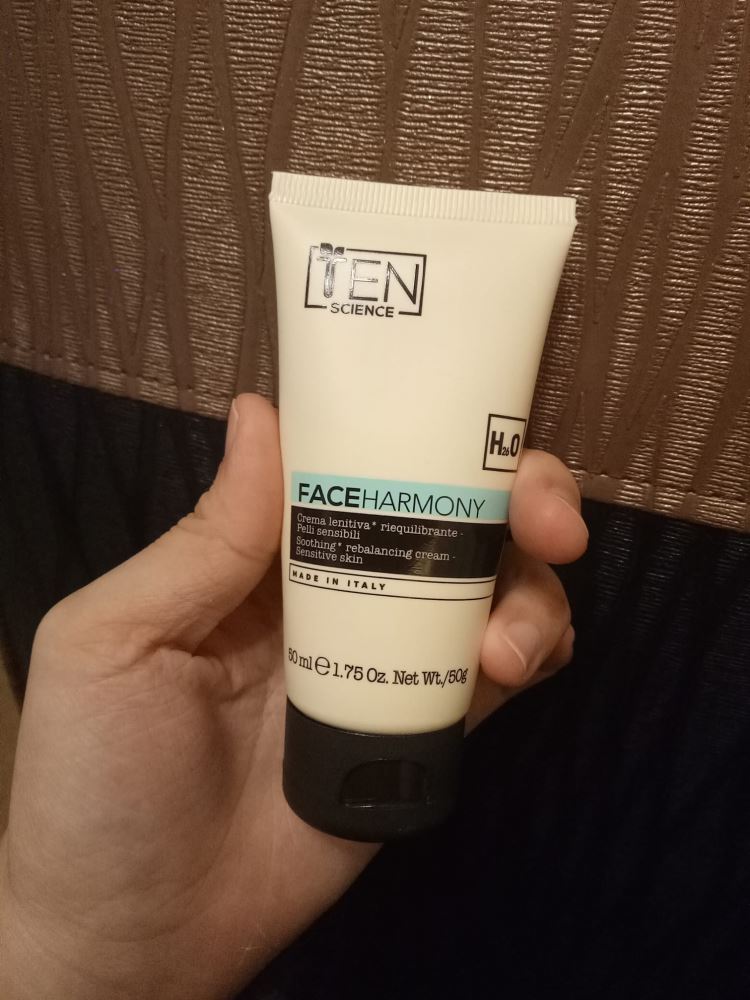 TEN
SCIENCE
H26O
FACEHARMONY
Crema lenitiva* riequilibrante -
Pelli sensibili
Soothing* rebalancing cream -
Sensitive skin
MADE IN ITALY
50 ml ℮ 1.75 Oz. Net Wt./50g